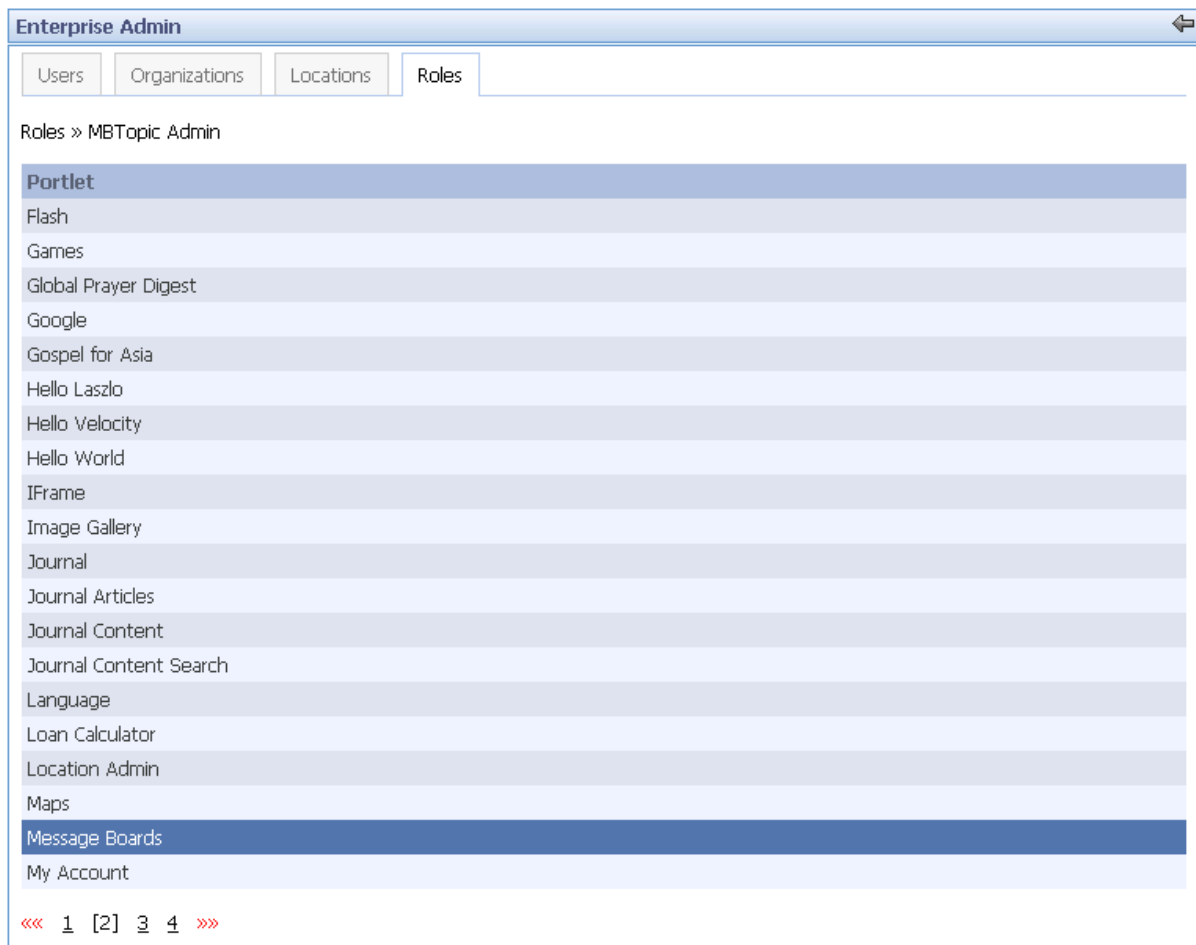 Enterprise Admin
Users Organizations Locations Roles
Roles » MBTopic Admin
Portlet
Flash
Games
Global Prayer Digest
Google
Gospel for Asia
Hello Laszlo
Hello Velocity
Hello World
IFrame
Image Gallery
Journal
Journal Articles
Journal Content
Journal Content Search
Language
Loan Calculator
Location Admin
Maps
Message Boards
My Account
«« 1 [2] 3 4 »»